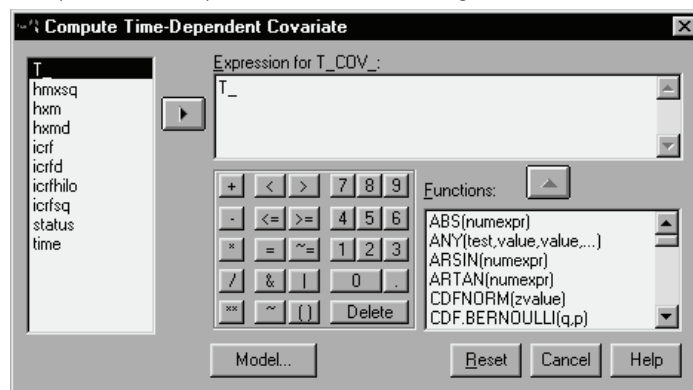 Compute Time-Dependent Covariate
T_
hmxsq
hxm
hxmd
icrf
icrfd
icrfhilo
icrfsq
status
time
Expression for T_COV_:
T_
+ < > 7 8 9
- <= >= 4 5 6
* = ~= 1 2 3
/ & | 0 .
** ~ () Delete
Functions:
ABS(numexpr)
ANY(test,value,value,...)
ARSIN(numexpr)
ARTAN(numexpr)
CDFNORM(zvalue)
CDF.BERNOULLI(q,p)
Model... Reset Cancel Help